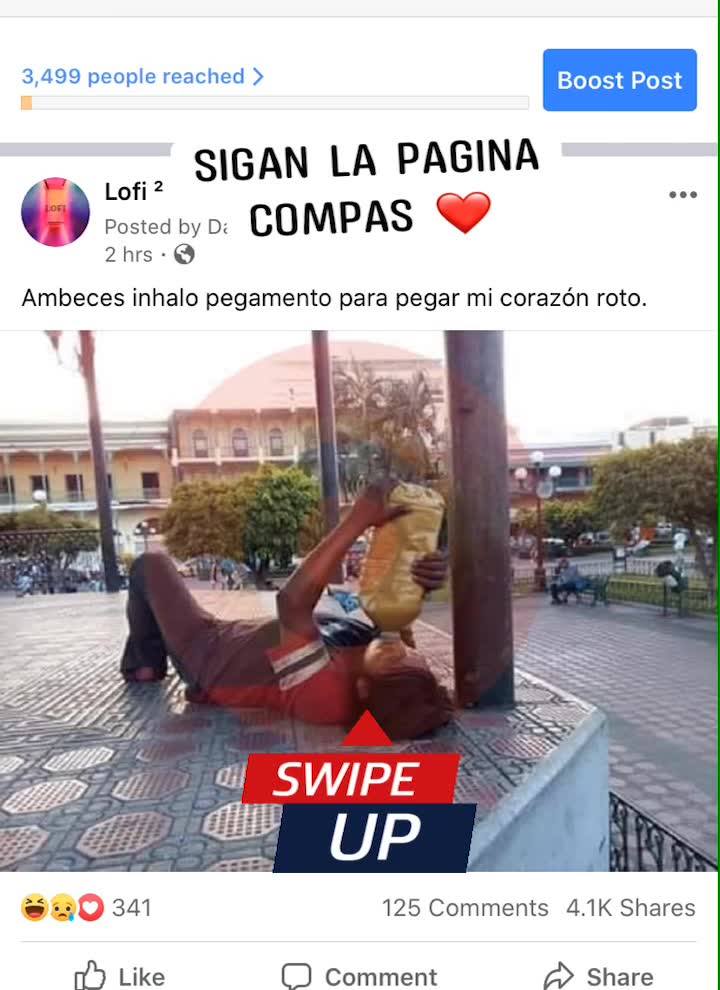 3,499 people reached
Boost Post
SIGAN LA PAGINA
COMPAS
Lofi ²
Posted by
2 hrs ·
Ambeces inhalo pegamento para pegar mi corazón roto.
SWIPE
UP
341
125 Comments 4.1K Shares
Like Comment Share